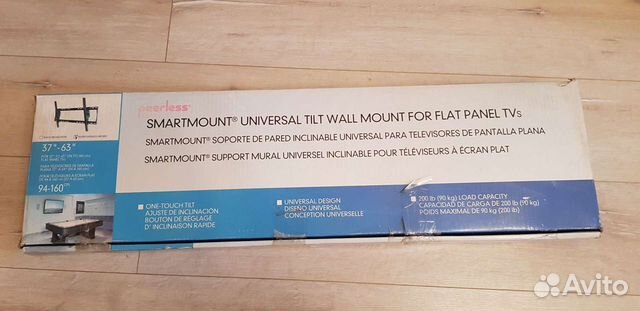 peerless®
SMARTMOUNT® UNIVERSAL TILT WALL MOUNT FOR FLAT PANEL TVs
SMARTMOUNT® SOPORTE DE PARED INCLINABLE UNIVERSAL PARA TELEVISORES DE PANTALLA PLANA
SMARTMOUNT® SUPPORT MURAL UNIVERSEL INCLINABLE POUR TÉLÉVISEURS À ÉCRAN PLAT
37"-63"
FLAT PANEL TVs
94-160
ONE-TOUCH TILT
AJUSTE DE INCLINACIÓN
BOUTON DE RÉGLAGE
D' INCLINAISON RAPIDE
UNIVERSAL DESIGN
DISEÑO UNIVERSAL
CONCEPTION UNIVERSELLE
200 lb (90 kg) LOAD CAPACITY
CAPACIDAD DE CARGA DE 200 lb (90 kg)
POIDS MAXIMAL DE 90 kg (200 lb)
Avito